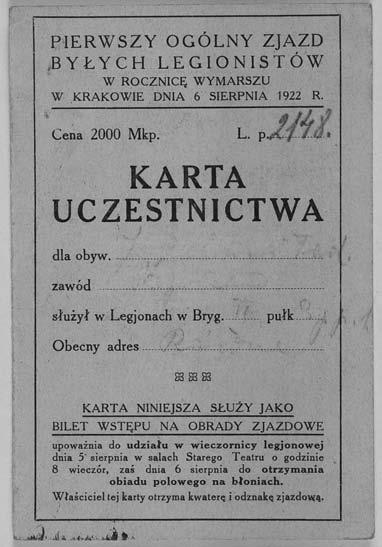 PIERWSZY OGÓLNY ZJAZD
BYŁYCH LEGIONISTÓW
W ROCZNICĘ WYMARSZU
W KRAKOWIE DNIA 6 SIERPNIA 1922 R.
Cena 2000 Mkp. L. p. 2148.
KARTA
UCZESTNICTWA
dla obyw.
zawód
służył w Legjonach w Bryg. pułk
Obecny adres
KARTA NINIEJSZA SŁUŻY JAKO
BILET WSTĘPU NA OBRADY ZJAZDOWE
upoważnia do udziału w wieczornicy legjonowej
dnia 5 sierpnia w salach Starego Teatru o godzinie
8 wieczór, zaś dnia 6 sierpnia do otrzymania
obiadu polowego na błoniach.
Właściciel tej karty otrzyma kwaterę i odznakę zjazdową.